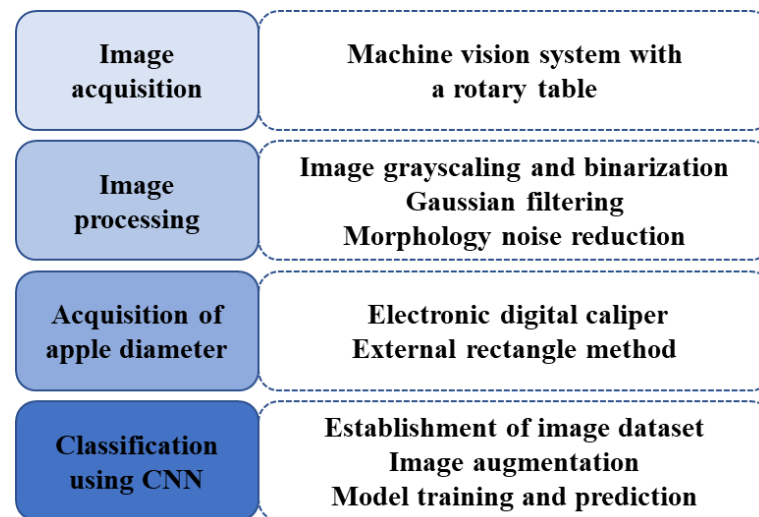 Image
acquisition
Machine vision system with
a rotary table
Image
processing
Image grayscaling and binarization
Gaussian filtering
Morphology noise reduction
Acquisition of
apple diameter
Electronic digital caliper
External rectangle method
Classification
using CNN
Establishment of image dataset
Image augmentation
Model training and prediction